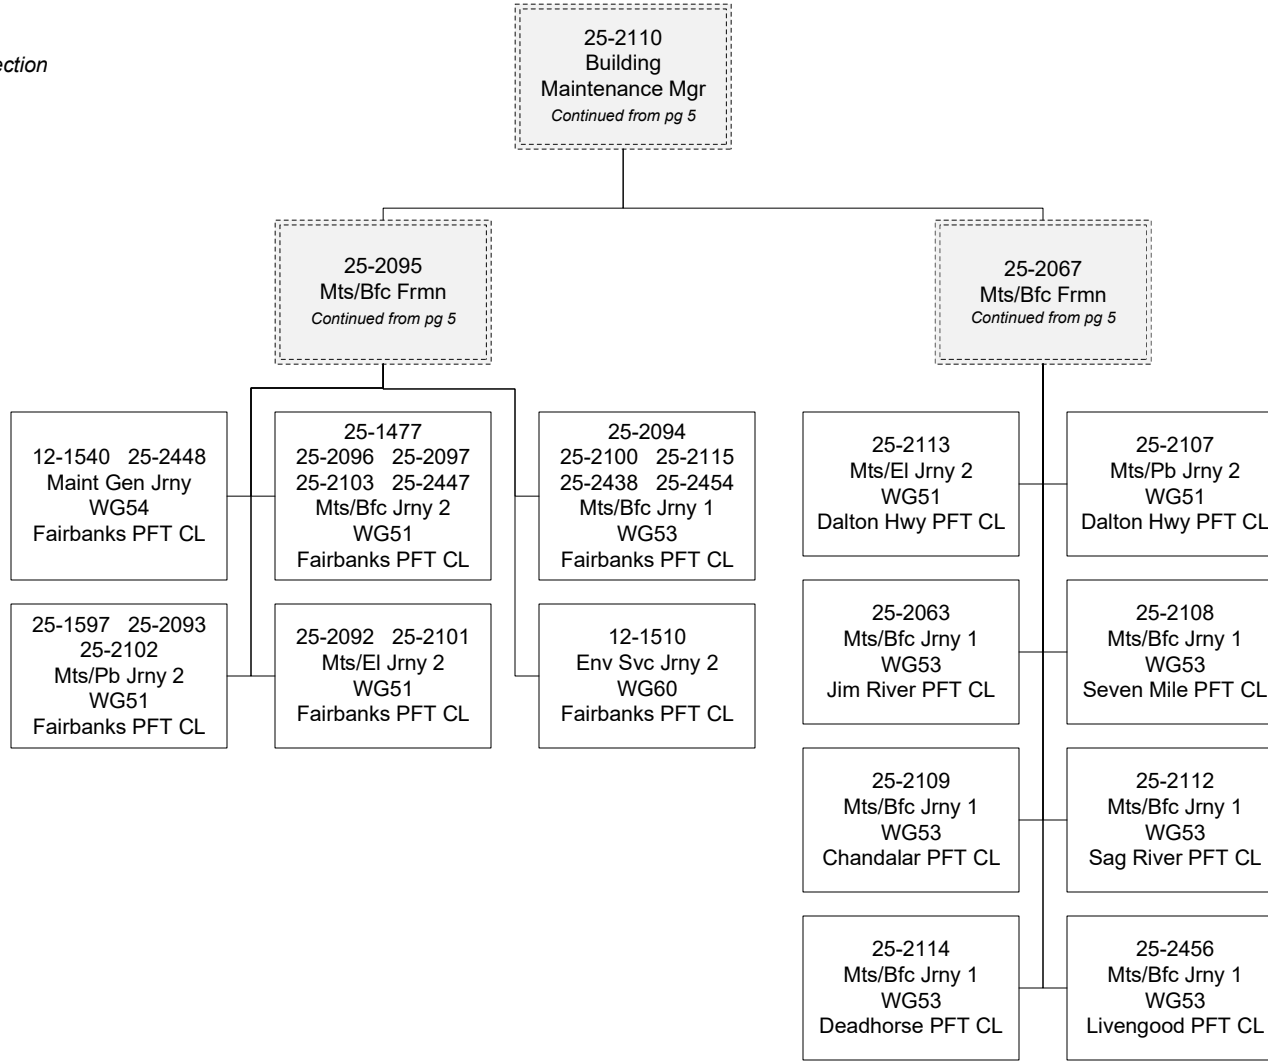 ection
25-2110
Building
Maintenance Mgr
Continued from pg 5
25-2095
Mts/Bfc Frmn
Continued from pg 5
25-2067
Mts/Bfc Frmn
Continued from pg 5
12-1540 25-2448
Maint Gen Jrny
WG54
Fairbanks PFT CL
25-1477
25-2096 25-2097
25-2103 25-2447
Mts/Bfc Jrny 2
WG51
Fairbanks PFT CL
25-2094
25-2100 25-2115
25-2438 25-2454
Mts/Bfc Jrny 1
WG53
Fairbanks PFT CL
25-2113
Mts/El Jrny 2
WG51
Dalton Hwy PFT CL
25-2107
Mts/Pb Jrny 2
WG51
Dalton Hwy PFT CL
25-1597 25-2093
25-2102
Mts/Pb Jrny 2
WG51
Fairbanks PFT CL
25-2092 25-2101
Mts/El Jrny 2
WG51
Fairbanks PFT CL
12-1510
Env Svc Jrny 2
WG60
Fairbanks PFT CL
25-2063
Mts/Bfc Jrny 1
WG53
Jim River PFT CL
25-2108
Mts/Bfc Jrny 1
WG53
Seven Mile PFT CL
25-2109
Mts/Bfc Jrny 1
WG53
Chandalar PFT CL
25-2112
Mts/Bfc Jrny 1
WG53
Sag River PFT CL
25-2114
Mts/Bfc Jrny 1
WG53
Deadhorse PFT CL
25-2456
Mts/Bfc Jrny 1
WG53
Livengood PFT CL